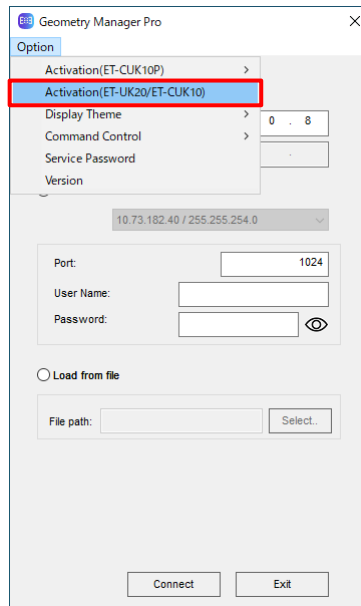 Geometry Manager Pro
Option
Activation(ET-CUK10P) >
Activation(ET-UK20/ET-CUK10)
Display Theme >
0 . 8
Command Control >
.
Service Password
Version
10.73.182.40 / 255.255.254.0
Port: 1024
User Name:
Password:
Load from file
File path: Select..
Connect Exit